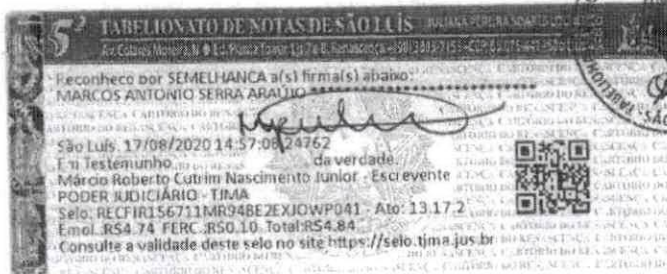 5º TABELIONATO DE NOTAS DE SÃO LUÍS
Reconheço por SEMELHANCA a(s) firma(s) abaixo:
MARCOS ANTONIO SERRA ARAUJO
São Luís, 17/08/2020 14:57:08 24762
Em Testemunho da verdade.
Márcio Roberto Cutrim Nascimento Junior - Escrevente
PODER JUDICIÁRIO - TJMA
Selo: RECFIR156711MR94BE2EXJOWP041 - Ato: 13.17.2
Emol.:R$4.74 FERC.:R$0.10 Total:R$4.84
Consulte a validade deste selo no site https://selo.tjma.jus.br